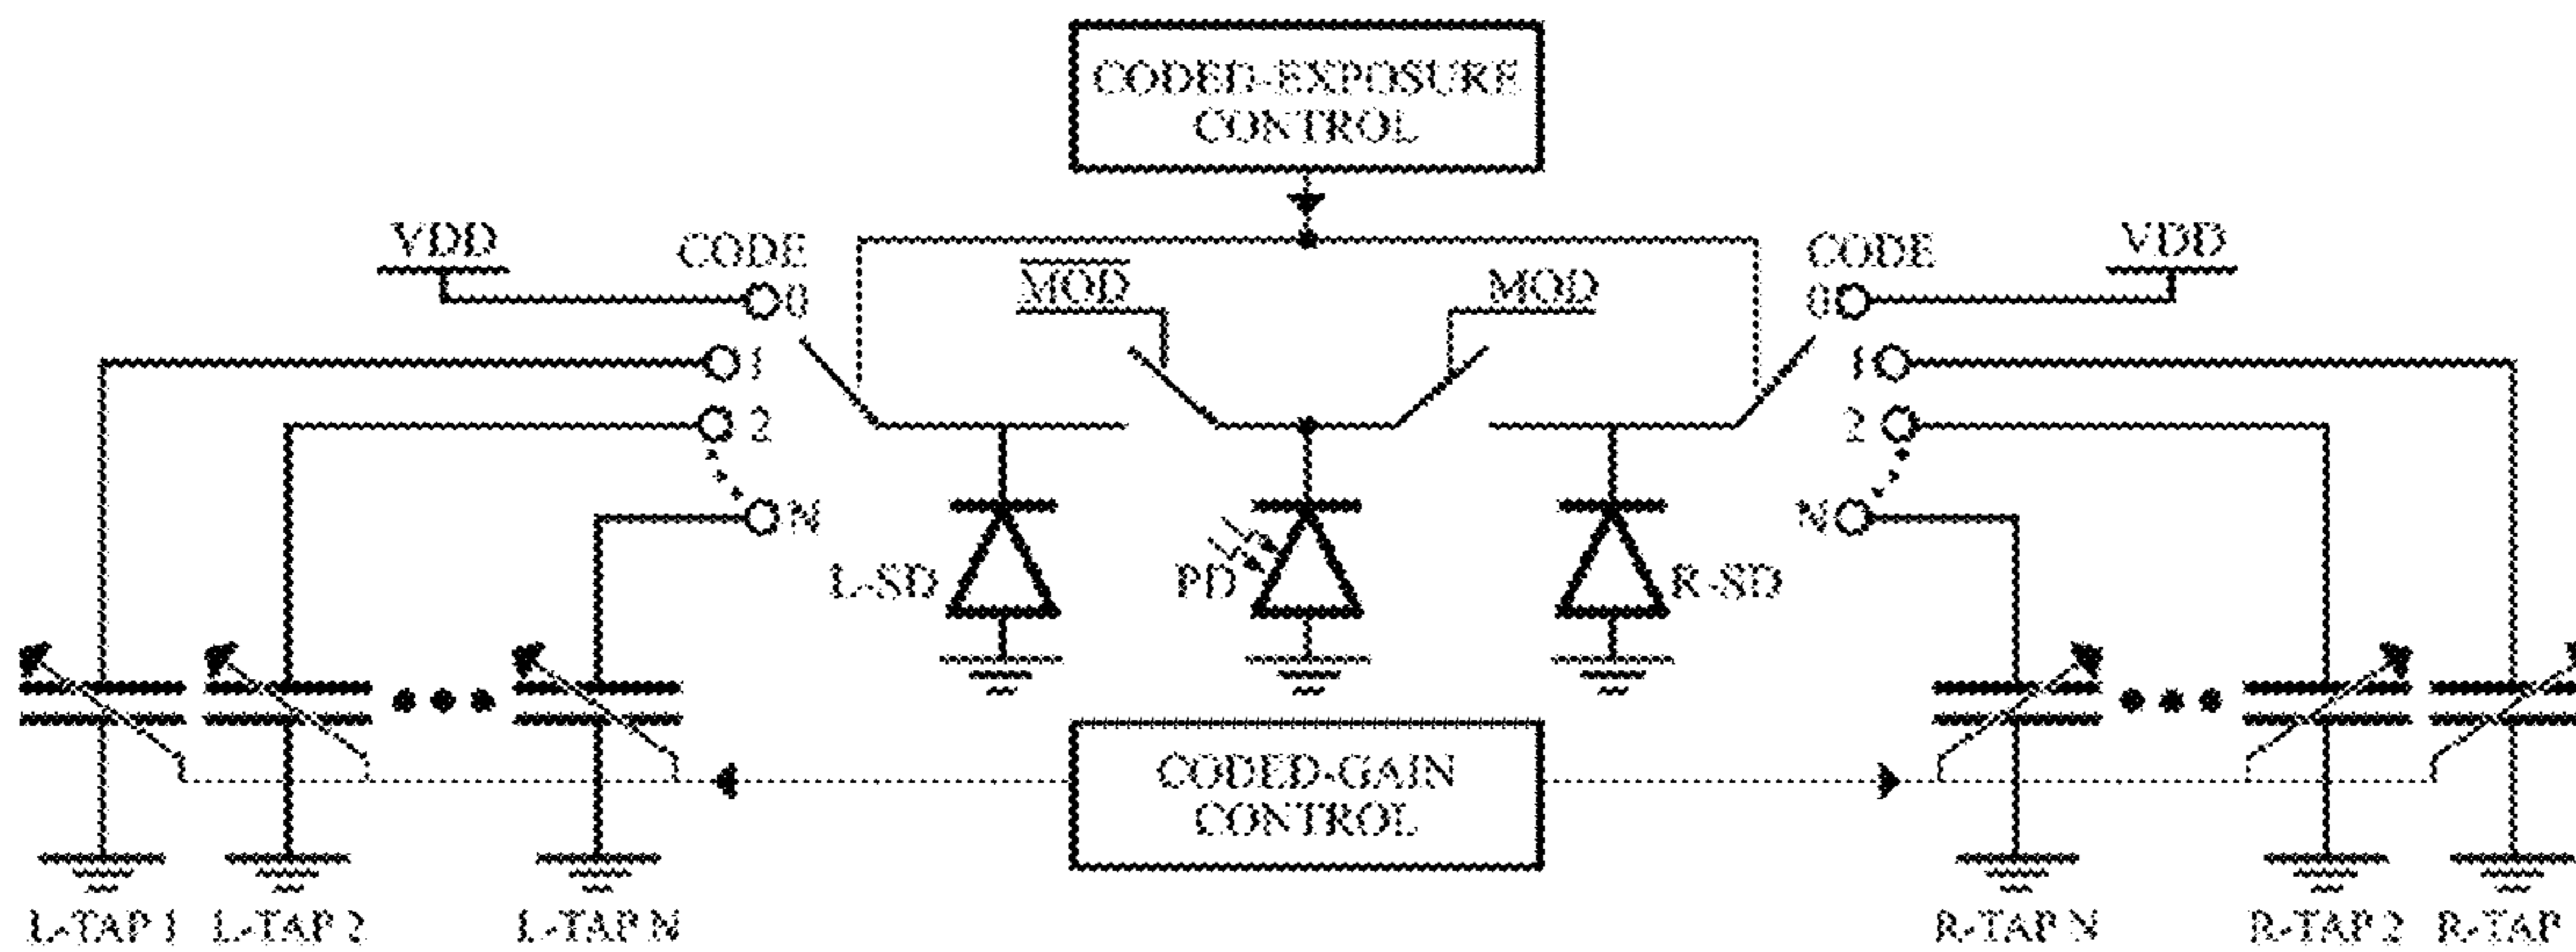 CODED-EXPOSURE
CONTROL
VDD
CODE
MOD
MOD
CODE
VDD
0
0
1
1
2
2
N
N
L-SD
PD
R-SD
CODED-GAIN
CONTROL
L-TAP 1
L-TAP 2
L-TAP N
R-TAP N
R-TAP 2
R-TAP